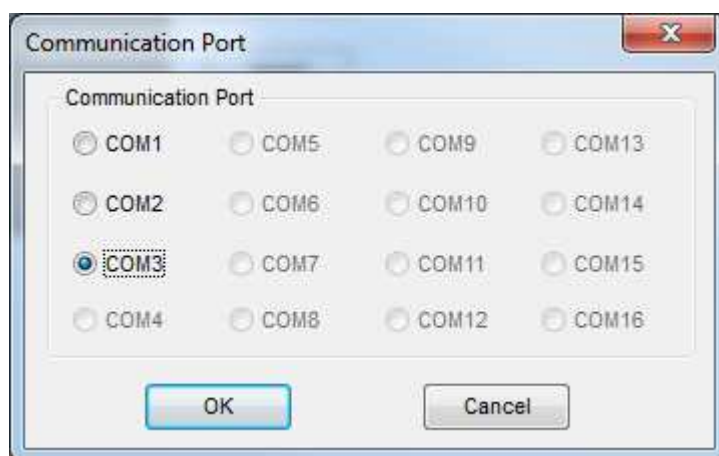 Communication Port
Communication Port
COM1 COM5 COM9 COM13
COM2 COM6 COM10 COM14
COM3 COM7 COM11 COM15
COM4 COM8 COM12 COM16
OK Cancel